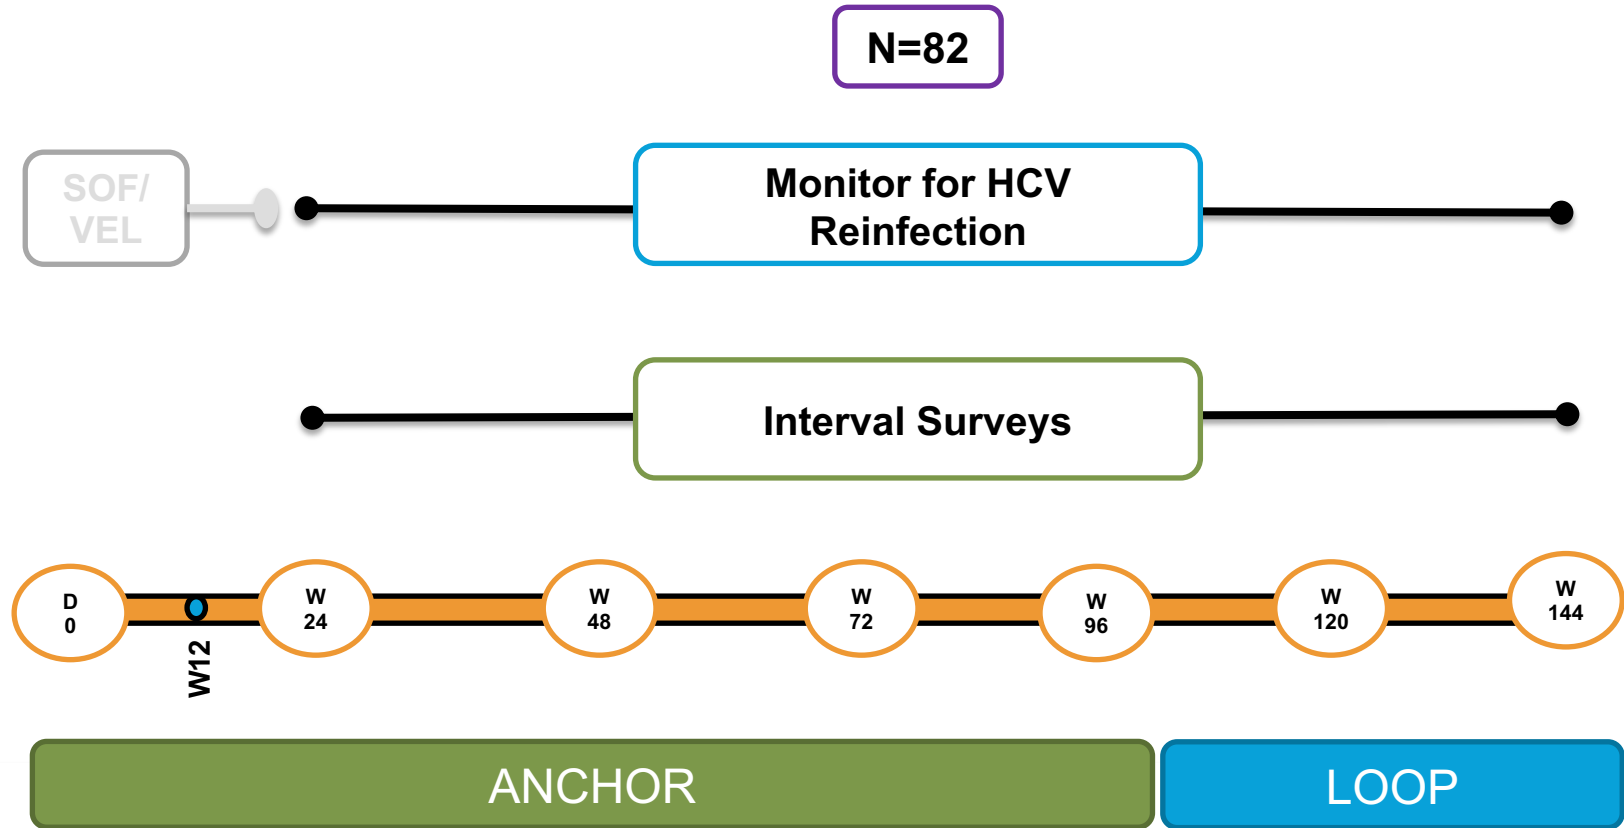 N=82
SOF/
VEL
Monitor for HCV
Reinfection
Interval Surveys
D
0
W12
W
24
W
48
W
72
W
96
W
120
W
144
ANCHOR
LOOP